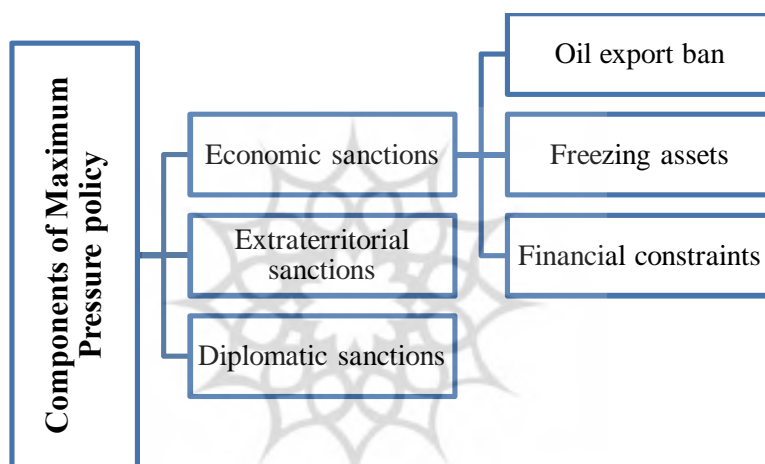 Components of Maximum
Pressure policy
Economic sanctions
Extraterritorial
sanctions
Diplomatic sanctions
Oil export ban
Freezing assets
Financial constraints